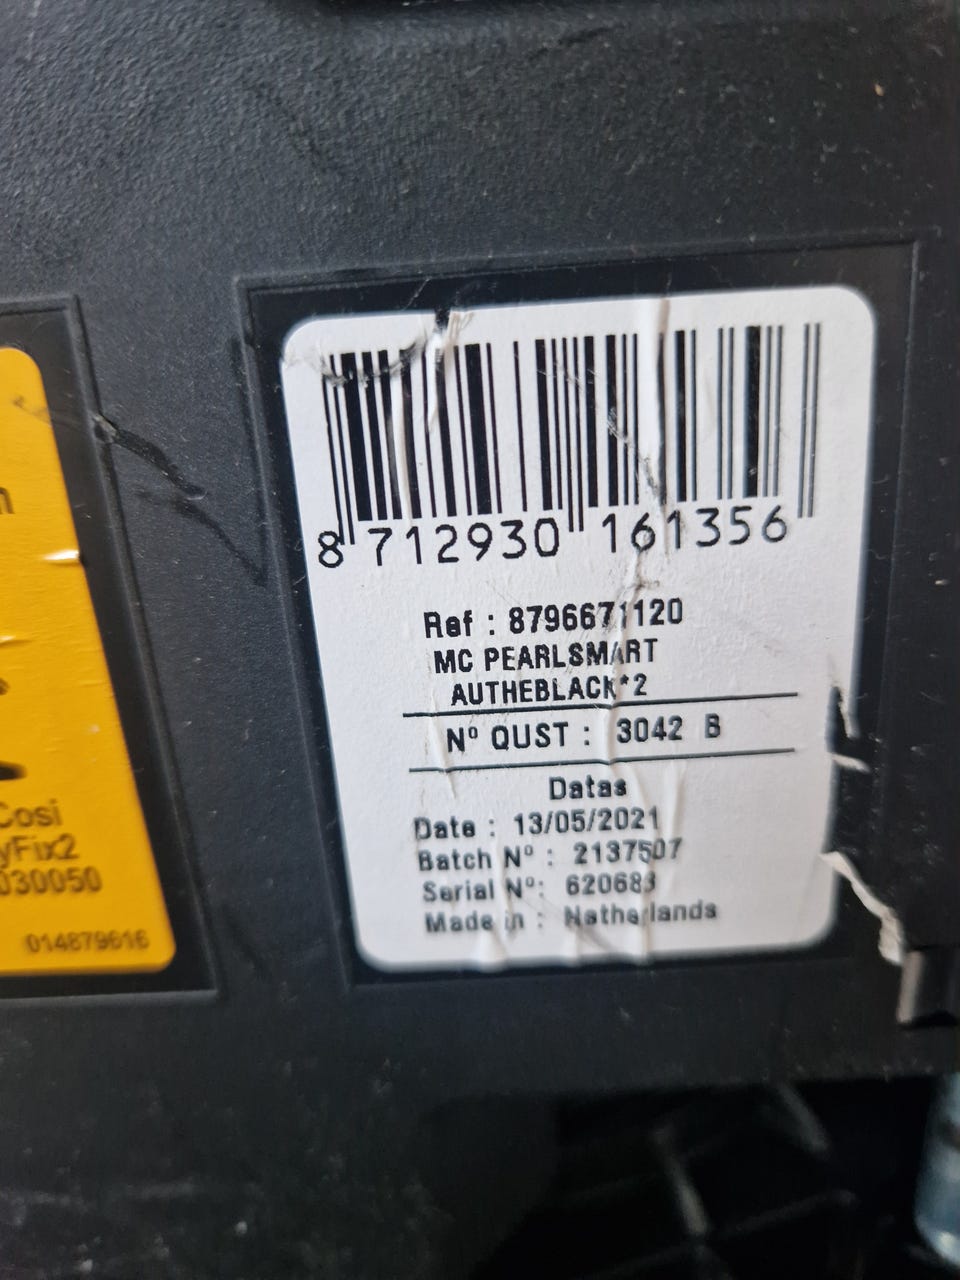 8 712930 161356
Ref : 8796671120
MC PEARLSMART
AUTHEBLACK*2
Nº QUST : 3042 B
Datas
Date : 13/05/2021
Batch Nº : 2137507
Serial Nº: 620683
Made in : Netherlands
Cosi
yFix2
030050
014879616